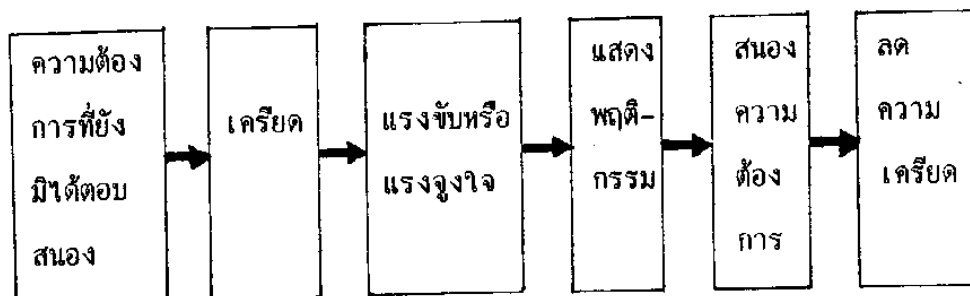 ความต้อง
การที่ยัง
มิได้ตอบ
สนอง
เครียด
แรงขับหรือ
แรงจูงใจ
แสดง
พฤติ-
กรรม
สนอง
ความ
ต้อง
การ
ลด
ความ
เครียด